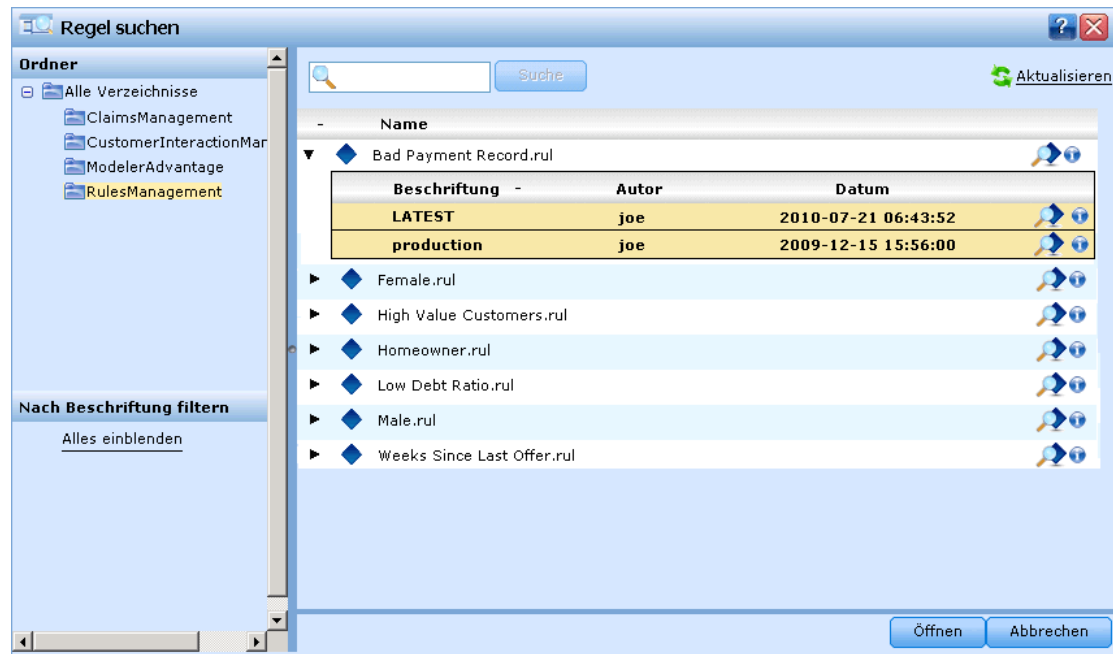 Regel suchen
Ordner
Alle Verzeichnisse
ClaimsManagement
CustomerInteractionMar
ModelerAdvantage
RulesManagement
Nach Beschriftung filtern
Alles einblenden
Suche
Aktualisieren
- Name
Bad Payment Record.rul
Beschriftung - Autor Datum
LATEST joe 2010-07-21 06:43:52
production joe 2009-12-15 15:56:00
Female.rul
High Value Customers.rul
Homeowner.rul
Low Debt Ratio.rul
Male.rul
Weeks Since Last Offer.rul
Öffnen Abbrechen